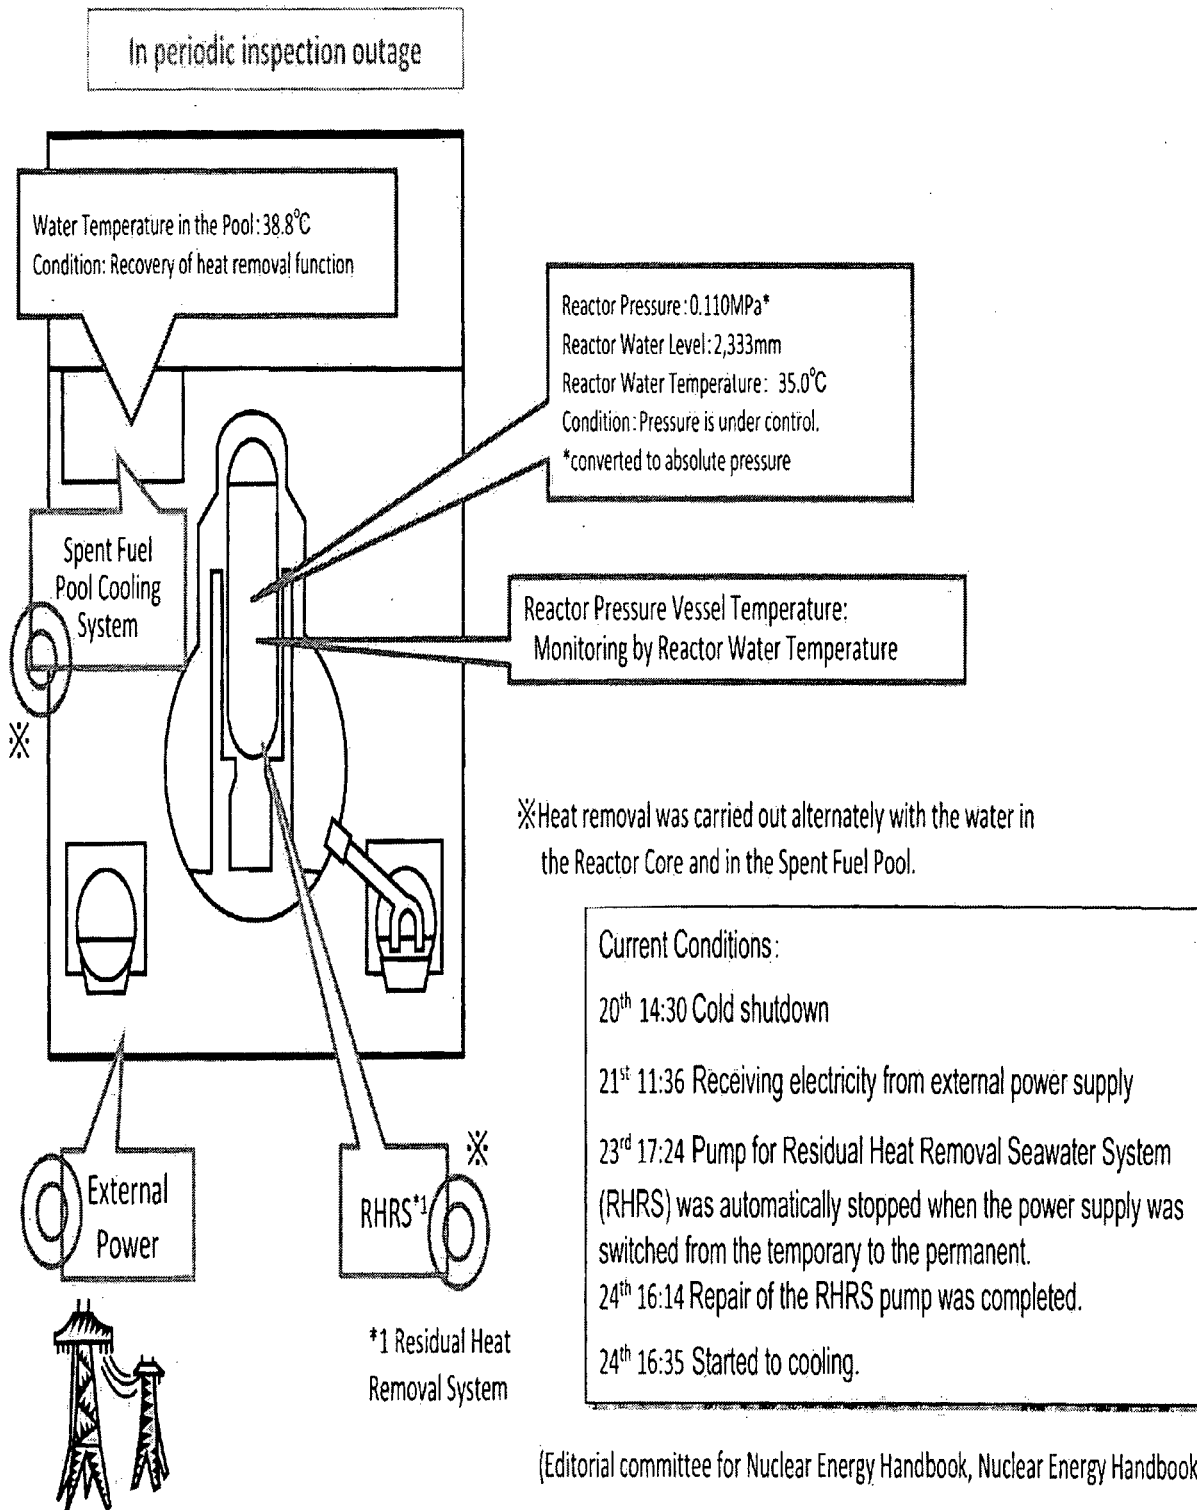 In periodic inspection outage
Water Temperature in the Pool: 38.8°C
Condition: Recovery of heat removal function
Reactor Pressure: 0.110MPa*
Reactor Water Level: 2,333mm
Reactor Water Temperature: 35.0°C
Condition: Pressure is under control.
*converted to absolute pressure
Spent Fuel
Pool Cooling
System
※
Reactor Pressure Vessel Temperature:
Monitoring by Reactor Water Temperature
※Heat removal was carried out alternately with the water in
the Reactor Core and in the Spent Fuel Pool.
Current Conditions:
20th 14:30 Cold shutdown
21st 11:36 Receiving electricity from external power supply
23rd 17:24 Pump for Residual Heat Removal Seawater System
(RHRS) was automatically stopped when the power supply was
switched from the temporary to the permanent.
24th 16:14 Repair of the RHRS pump was completed.
24th 16:35 Started to cooling.
External
Power
RHRS*1
※
*1 Residual Heat
Removal System
(Editorial committee for Nuclear Energy Handbook, Nuclear Energy Handbook